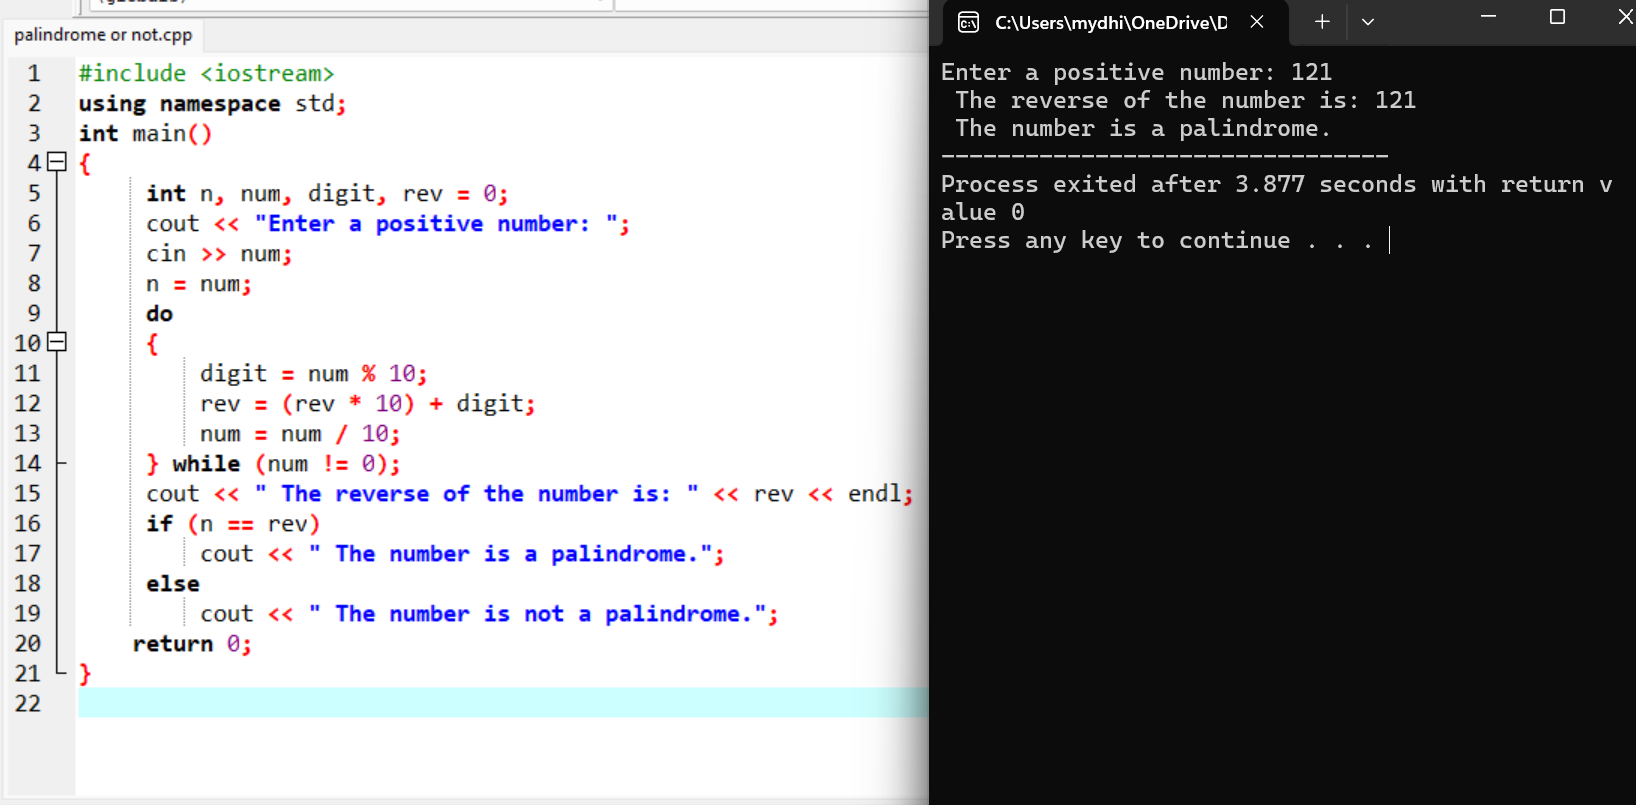 palindrome or not.cpp
1 #include <iostream>
2 using namespace std;
3 int main()
4 {
5 int n, num, digit, rev = 0;
6 cout << "Enter a positive number: ";
7 cin >> num;
8 n = num;
9 do
10 {
11 digit = num % 10;
12 rev = (rev * 10) + digit;
13 num = num / 10;
14 } while (num != 0);
15 cout << " The reverse of the number is: " << rev << endl;
16 if (n == rev)
17 cout << " The number is a palindrome.";
18 else
19 cout << " The number is not a palindrome.";
20 return 0;
21 }
22
C:\Users\mydhi\OneDrive\D
Enter a positive number: 121
The reverse of the number is: 121
The number is a palindrome.
--------------------------------
Process exited after 3.877 seconds with return v
alue 0
Press any key to continue . . .